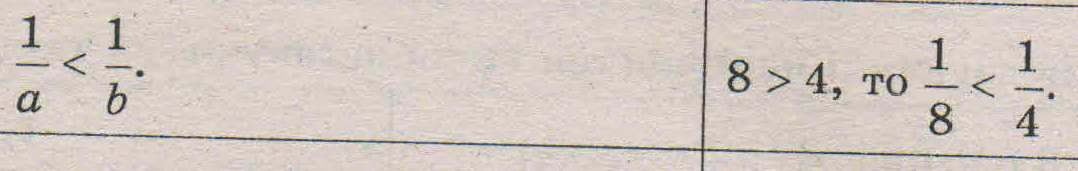 1/a < 1/b.
8 > 4, то 1/8 < 1/4.